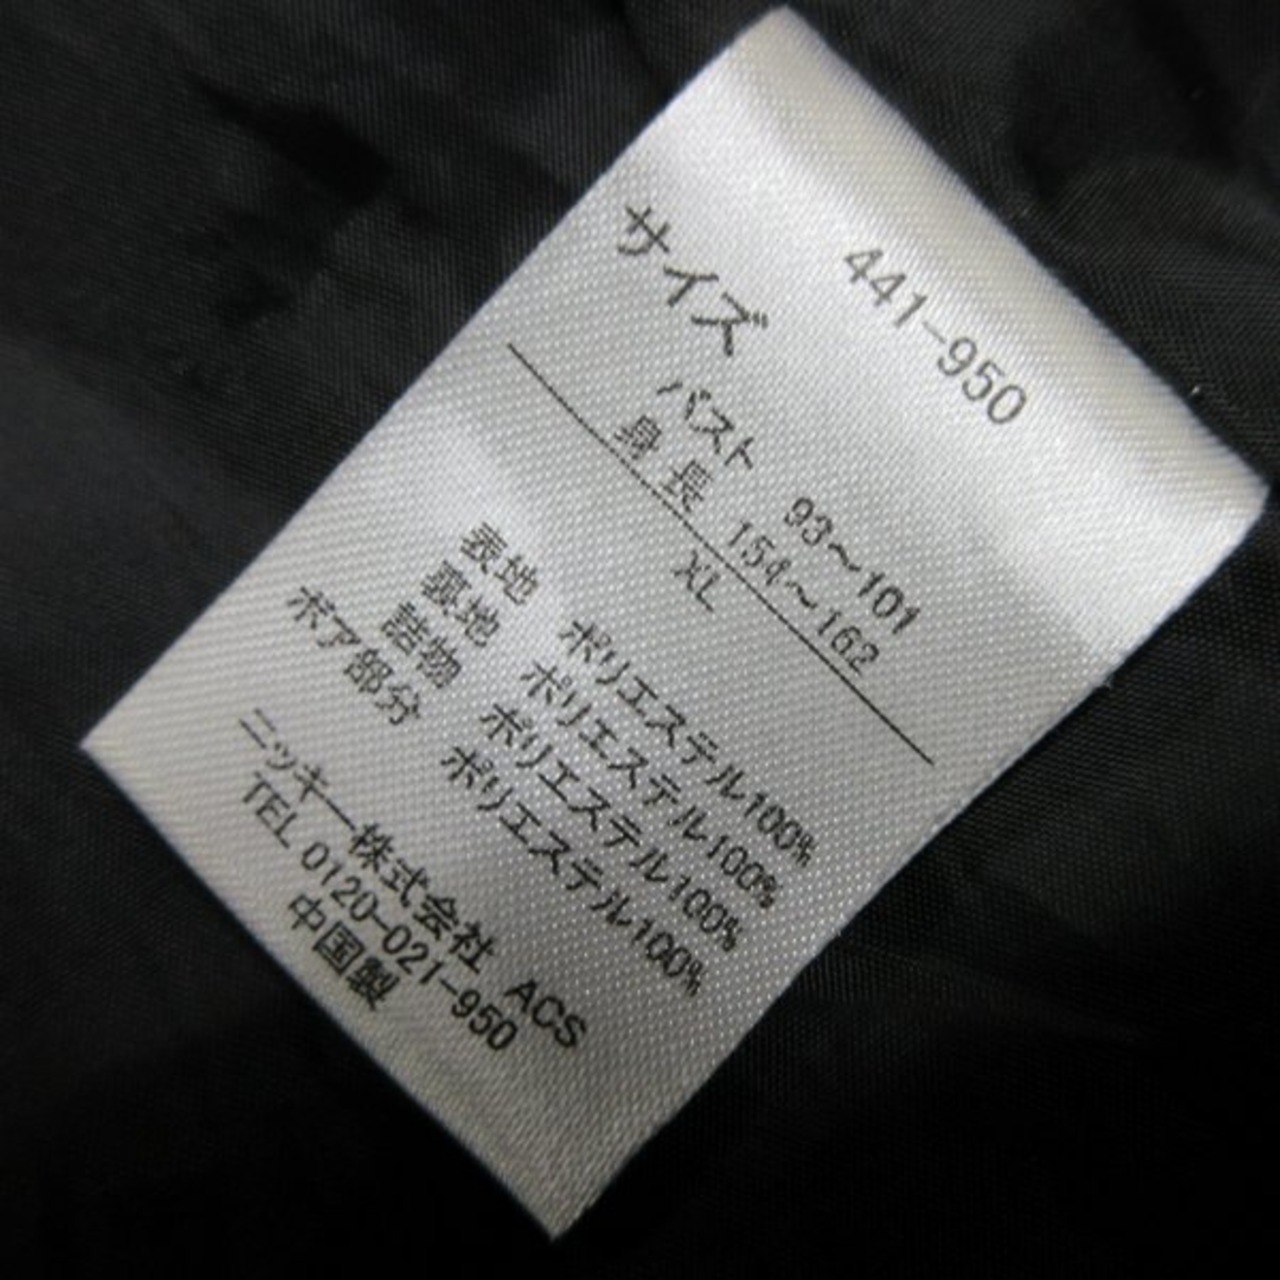 441-950
サイズ
バスト 93～101
身長 154～162
XL
表地 ポリエステル100%
裏地 ポリエステル100%
詰物 ポリエステル100%
ボア部分 ポリエステル100%
ニッキー株式会社 ACS
TEL 0120-021-950
中国製